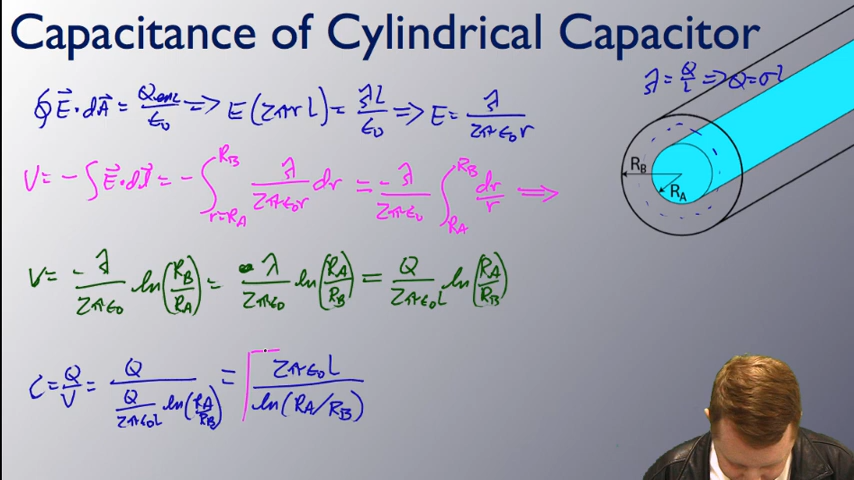 Capacitance of Cylindrical Capacitor
λ = Q/L ⟹ Q = σL
∮ E⃗ · dA⃗ = Q_enc/ε₀ ⟹ E(2πrL) = λL/ε₀ ⟹ E = λ/(2πε₀r)
R_B
R_A
V = −∫ E⃗ · dl⃗ = −∫_{r=R_A}^{R_B} λ/(2πε₀r) dr = −λ/(2πε₀) ∫_{R_A}^{R_B} dr/r ⟹
V = −λ/(2πε₀) ln(R_B/R_A) = λ/(2πε₀) ln(R_A/R_B) = Q/(2πε₀L) ln(R_A/R_B)
C = Q/V = Q/(Q/(2πε₀L) ln(R_A/R_B)) = 2πε₀L/ln(R_A/R_B)